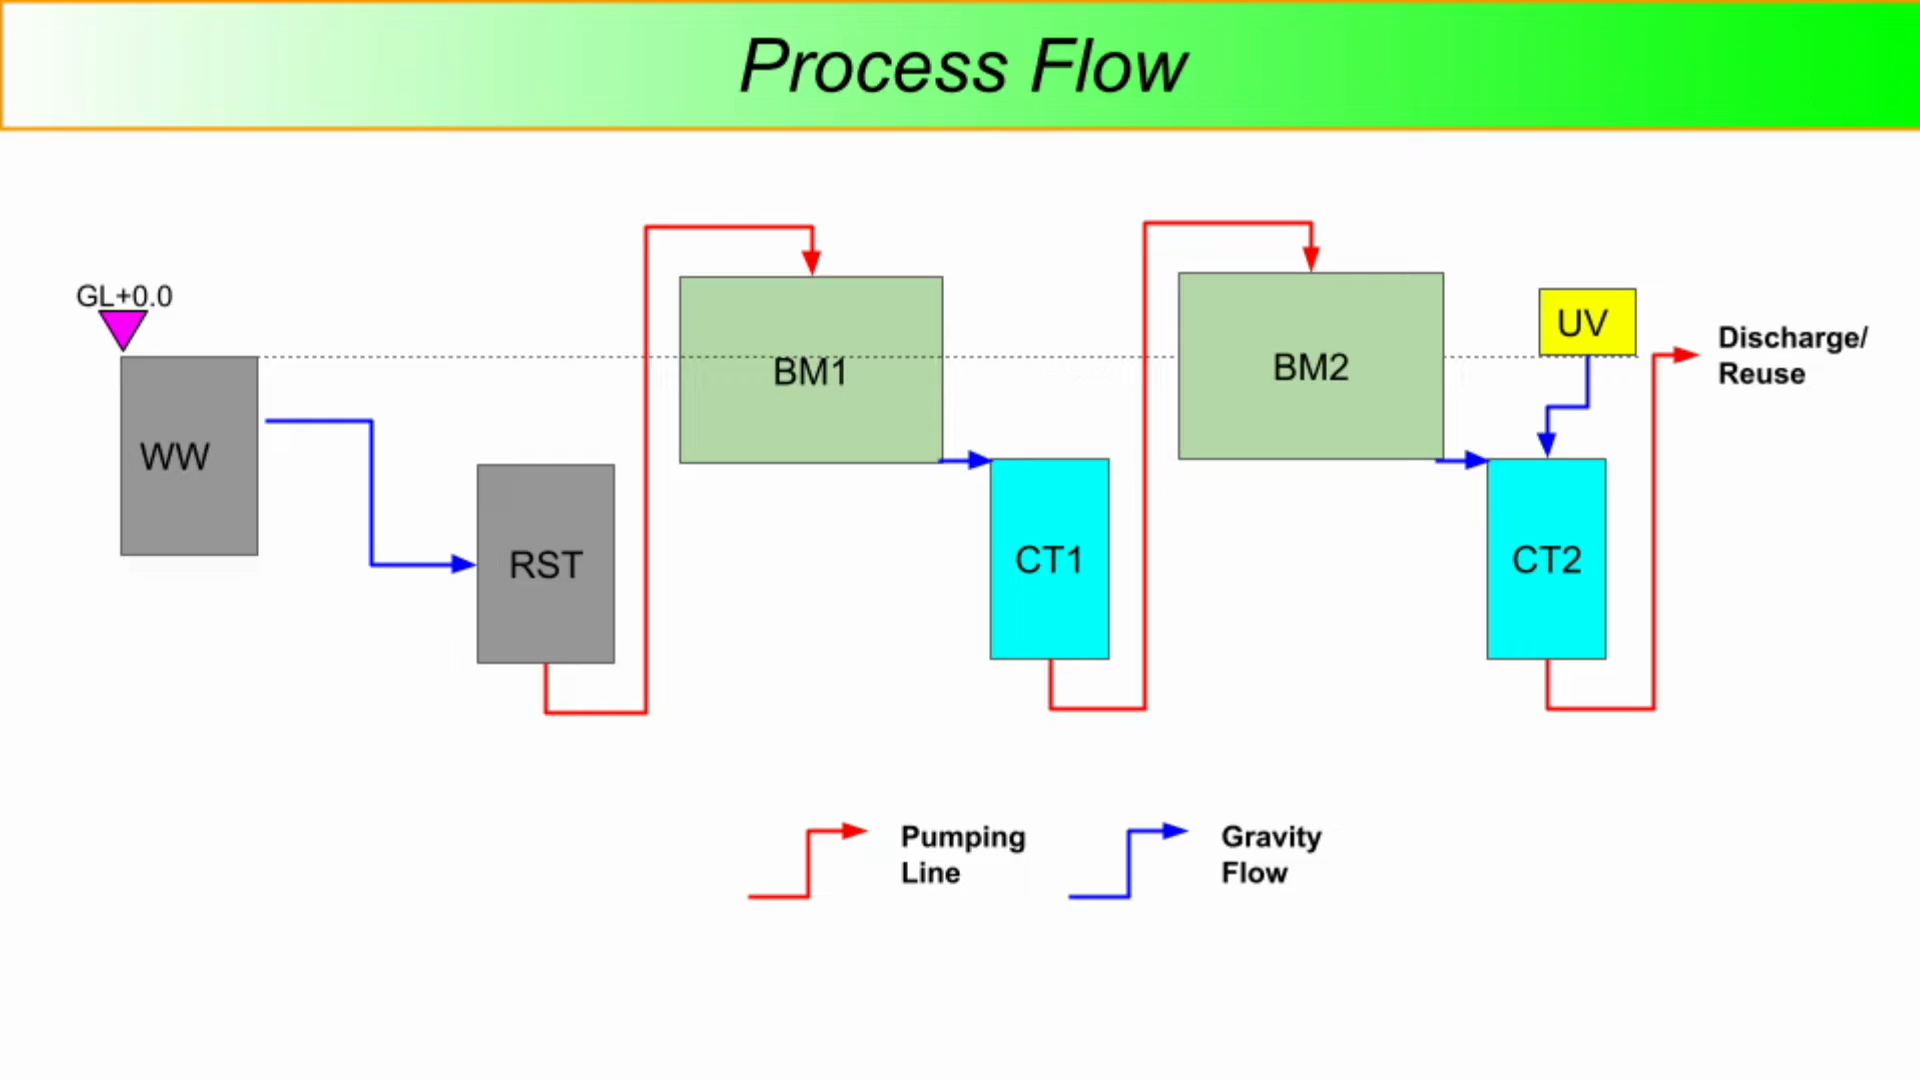 Process Flow
GL+0.0
WW
RST
BM1
CT1
BM2
UV
CT2
Discharge/
Reuse
Pumping
Line
Gravity
Flow